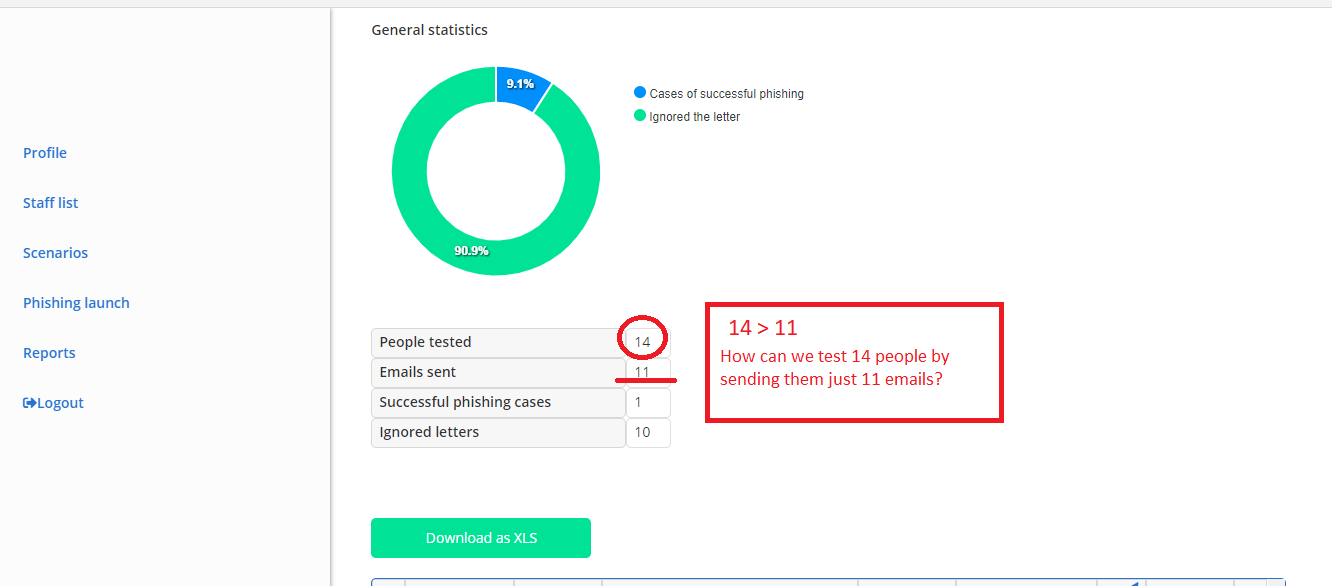 General statistics
9.1%
Cases of successful phishing
Ignored the letter
90.9%
Profile
Staff list
Scenarios
Phishing launch
Reports
Logout
People tested 14
Emails sent 11
Successful phishing cases 1
Ignored letters 10
14 > 11
How can we test 14 people by
sending them just 11 emails?
Download as XLS